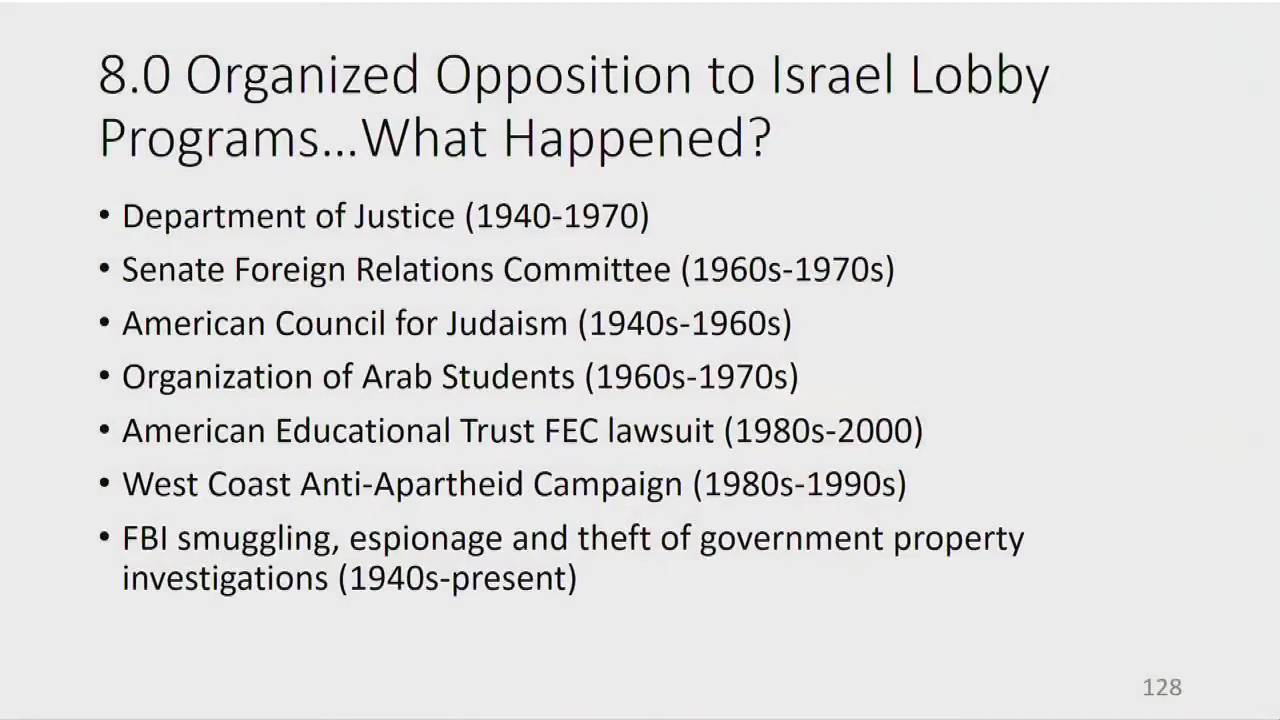 8.0 Organized Opposition to Israel Lobby
Programs...What Happened?
• Department of Justice (1940-1970)
• Senate Foreign Relations Committee (1960s-1970s)
• American Council for Judaism (1940s-1960s)
• Organization of Arab Students (1960s-1970s)
• American Educational Trust FEC lawsuit (1980s-2000)
• West Coast Anti-Apartheid Campaign (1980s-1990s)
• FBI smuggling, espionage and theft of government property
investigations (1940s-present)
128